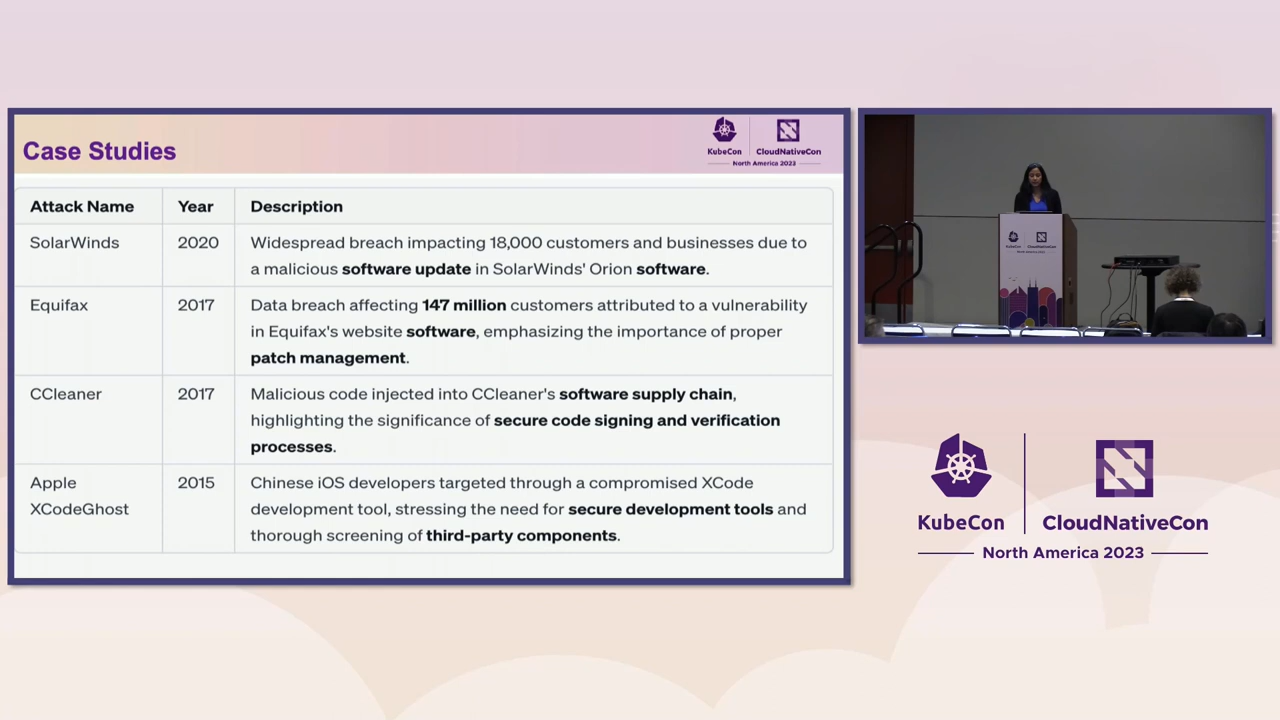 Case Studies
KubeCon
CloudNativeCon
North America 2023
Attack Name Year Description
SolarWinds 2020 Widespread breach impacting 18,000 customers and businesses due to
a malicious software update in SolarWinds' Orion software.
Equifax 2017 Data breach affecting 147 million customers attributed to a vulnerability
in Equifax's website software, emphasizing the importance of proper
patch management.
CCleaner 2017 Malicious code injected into CCleaner's software supply chain,
highlighting the significance of secure code signing and verification
processes.
Apple 2015 Chinese iOS developers targeted through a compromised XCode
XCodeGhost development tool, stressing the need for secure development tools and
thorough screening of third-party components.
KubeCon CloudNativeCon
North America 2023